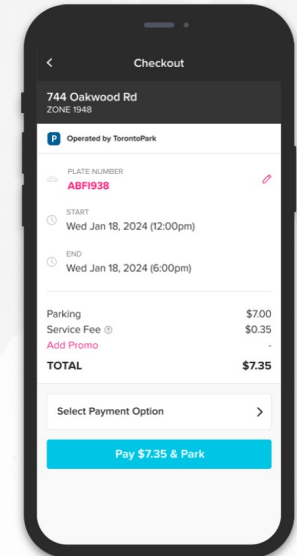 Checkout
744 Oakwood Rd
ZONE 1948
P Operated by TorontoPark
PLATE NUMBER
ABFI938
START
Wed Jan 18, 2024 (12:00pm)
END
Wed Jan 18, 2024 (6:00pm)
Parking $7.00
Service Fee ? $0.35
Add Promo -
TOTAL $7.35
Select Payment Option
Pay $7.35 & Park